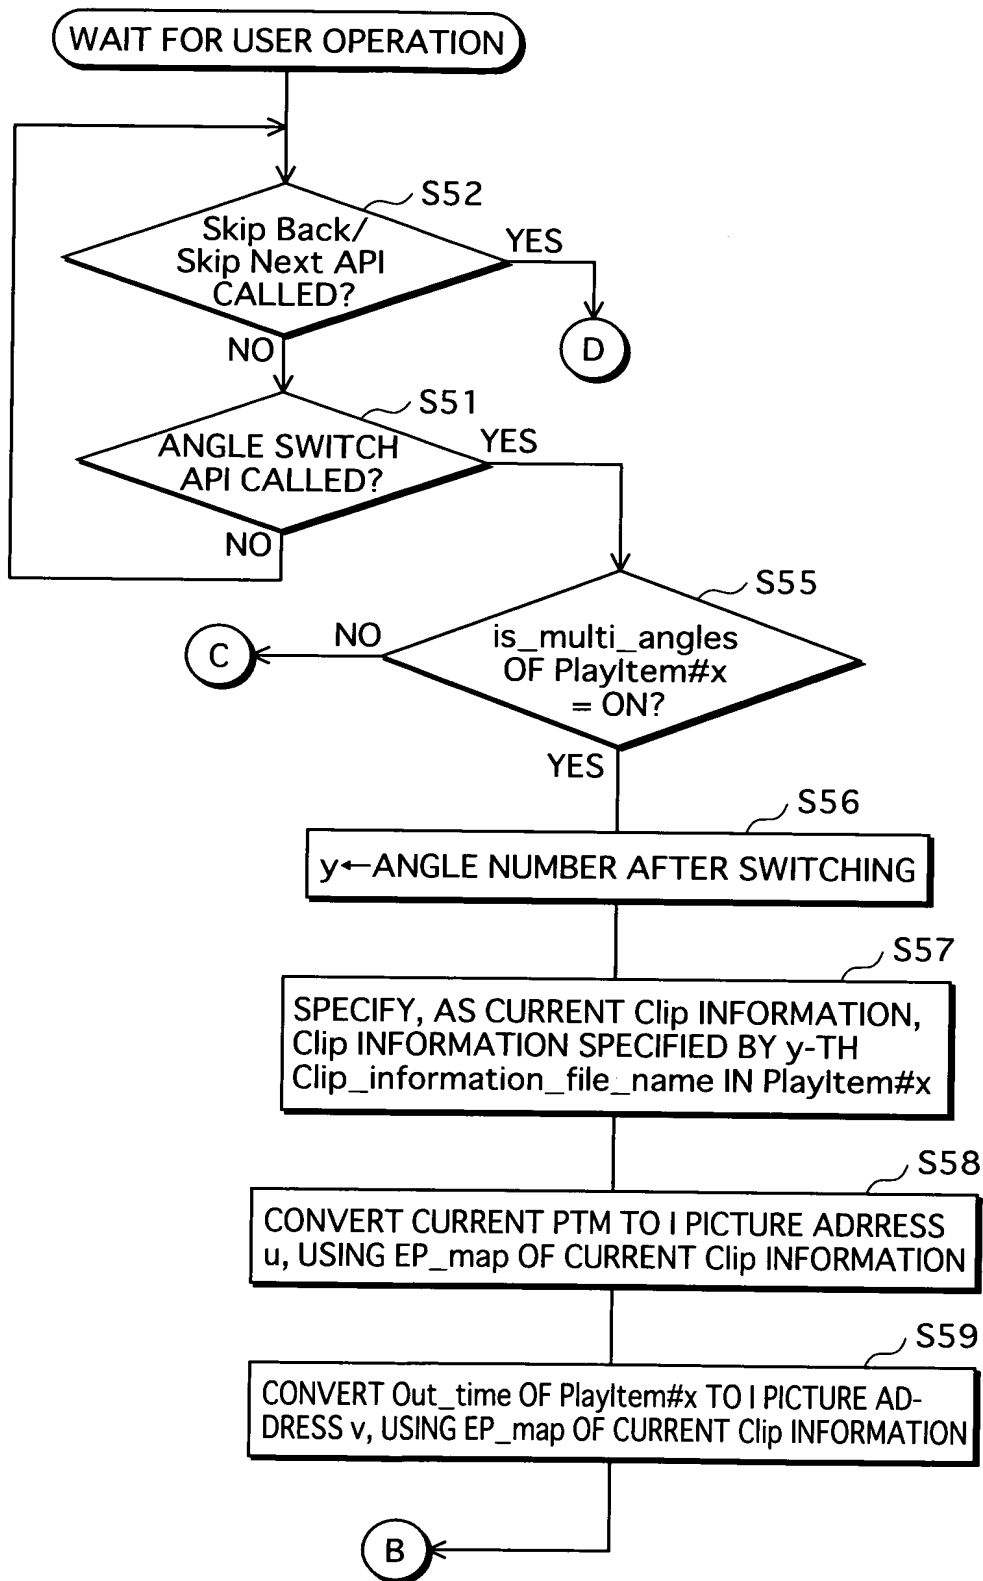 WAIT FOR USER OPERATION
S52
Skip Back/
Skip Next API
CALLED?
YES
D
NO
S51
ANGLE SWITCH
API CALLED?
YES
NO
S55
is_multi_angles
OF PlayItem#x
= ON?
NO
C
YES
S56
y←ANGLE NUMBER AFTER SWITCHING
S57
SPECIFY, AS CURRENT Clip INFORMATION,
Clip INFORMATION SPECIFIED BY y-TH
Clip_information_file_name IN PlayItem#x
S58
CONVERT CURRENT PTM TO I PICTURE ADRRESS
u, USING EP_map OF CURRENT Clip INFORMATION
S59
CONVERT Out_time OF PlayItem#x TO I PICTURE AD-
DRESS v, USING EP_map OF CURRENT Clip INFORMATION
B